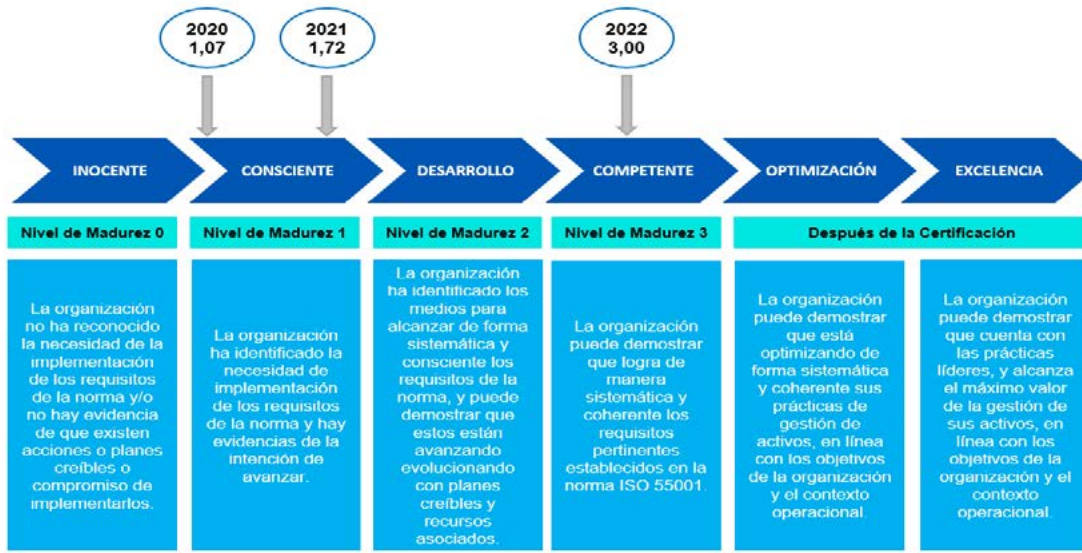 2020
1,07
2021
1,72
2022
3,00
INOCENTE
CONSCIENTE
DESARROLLO
COMPETENTE
OPTIMIZACIÓN
EXCELENCIA
Nivel de Madurez 0
Nivel de Madurez 1
Nivel de Madurez 2
Nivel de Madurez 3
Después de la Certificación
La organización
no ha reconocido
la necesidad de la
implementación
de los requisitos
de la norma y/o
no hay evidencia
de que existen
acciones o planes
creíbles o
compromiso de
implementarlos.
La organización
ha identificado la
necesidad de
implementación
de los requisitos
de la norma y hay
evidencias de la
intención de
avanzar.
La organización
ha identificado los
medios para
alcanzar de forma
sistemática y
consciente los
requisitos de la
norma, y puede
demostrar que
estos están
avanzando
evolucionando
con planes
creíbles y
recursos
asociados.
La organización
puede demostrar
que logra de
manera
sistemática y
coherente los
requisitos
pertinentes
establecidos en la
norma ISO 55001.
La organización
puede demostrar
que está
optimizando de
forma sistemática
y coherente sus
prácticas de
gestión de
activos, en línea
con los objetivos
de la organización
y el contexto
operacional.
La organización
puede demostrar
que cuenta con
las prácticas
líderes, y alcanza
el máximo valor
de la gestión de
sus activos, en
línea con los
objetivos de la
organización y el
contexto
operacional.